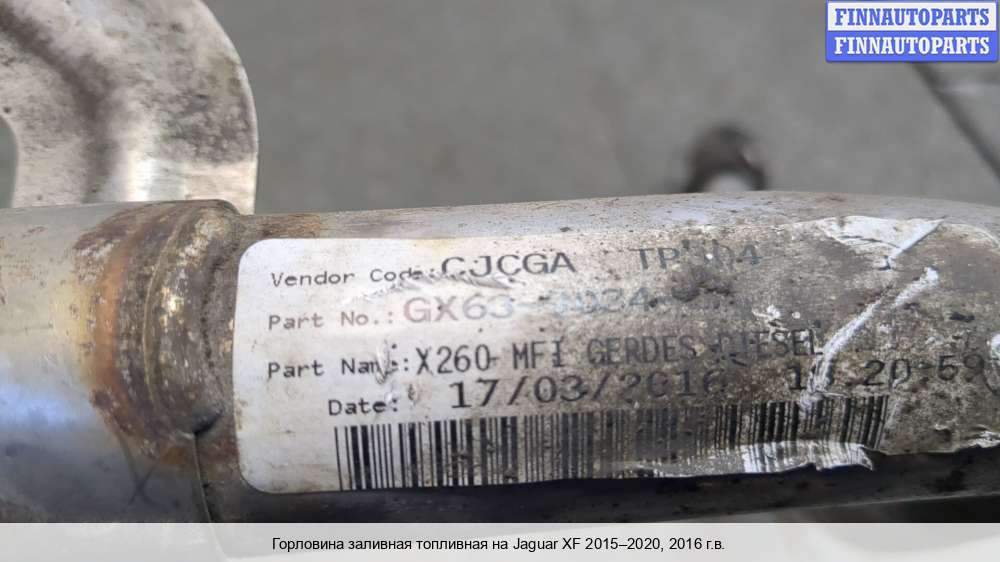 FINNAUTOPARTS
FINNAUTOPARTS
Vendor Code: CJCGA
Part No.: GX63-
Part Name: X260 MFI GERDES DIESEL
Date: 17/03/2016
Горловина заливная топливная на Jaguar XF 2015–2020, 2016 г.в.